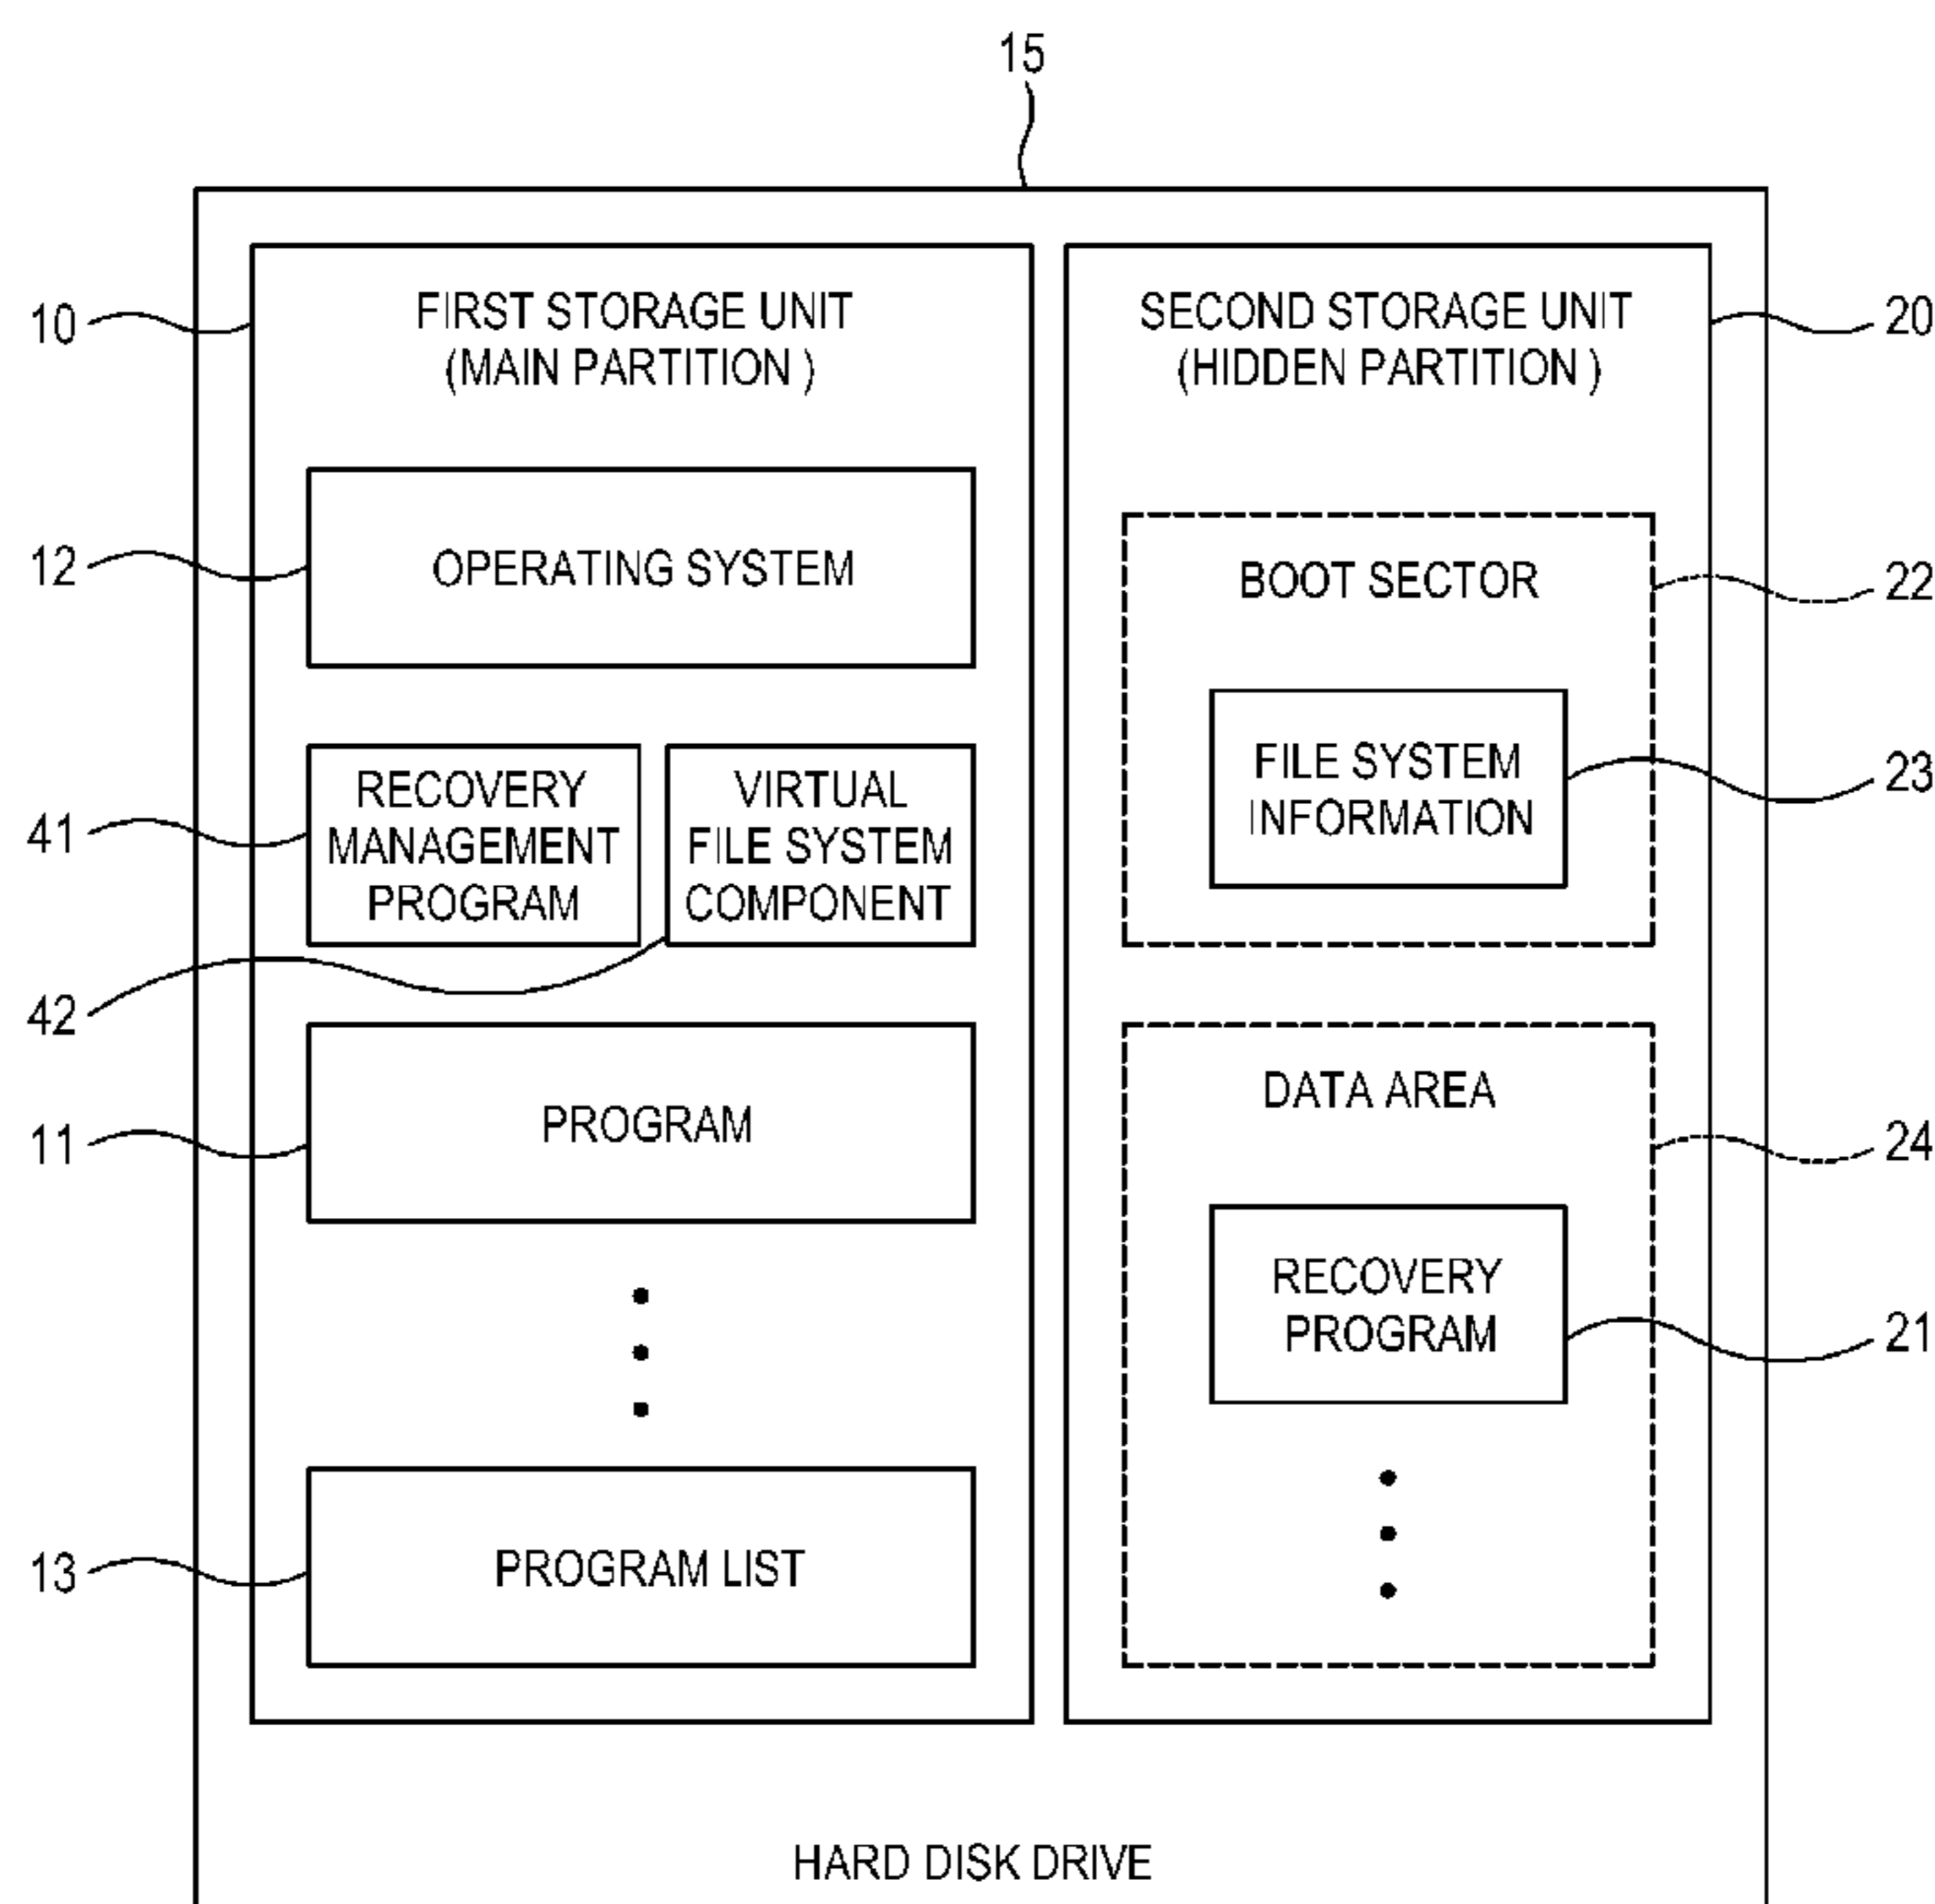 15
10
FIRST STORAGE UNIT
(MAIN PARTITION )
12
OPERATING SYSTEM
41
RECOVERY
MANAGEMENT
PROGRAM
VIRTUAL
FILE SYSTEM
COMPONENT
42
11
PROGRAM
13
PROGRAM LIST
SECOND STORAGE UNIT
(HIDDEN PARTITION )
20
BOOT SECTOR
22
FILE SYSTEM
INFORMATION
23
DATA AREA
24
RECOVERY
PROGRAM
21
HARD DISK DRIVE